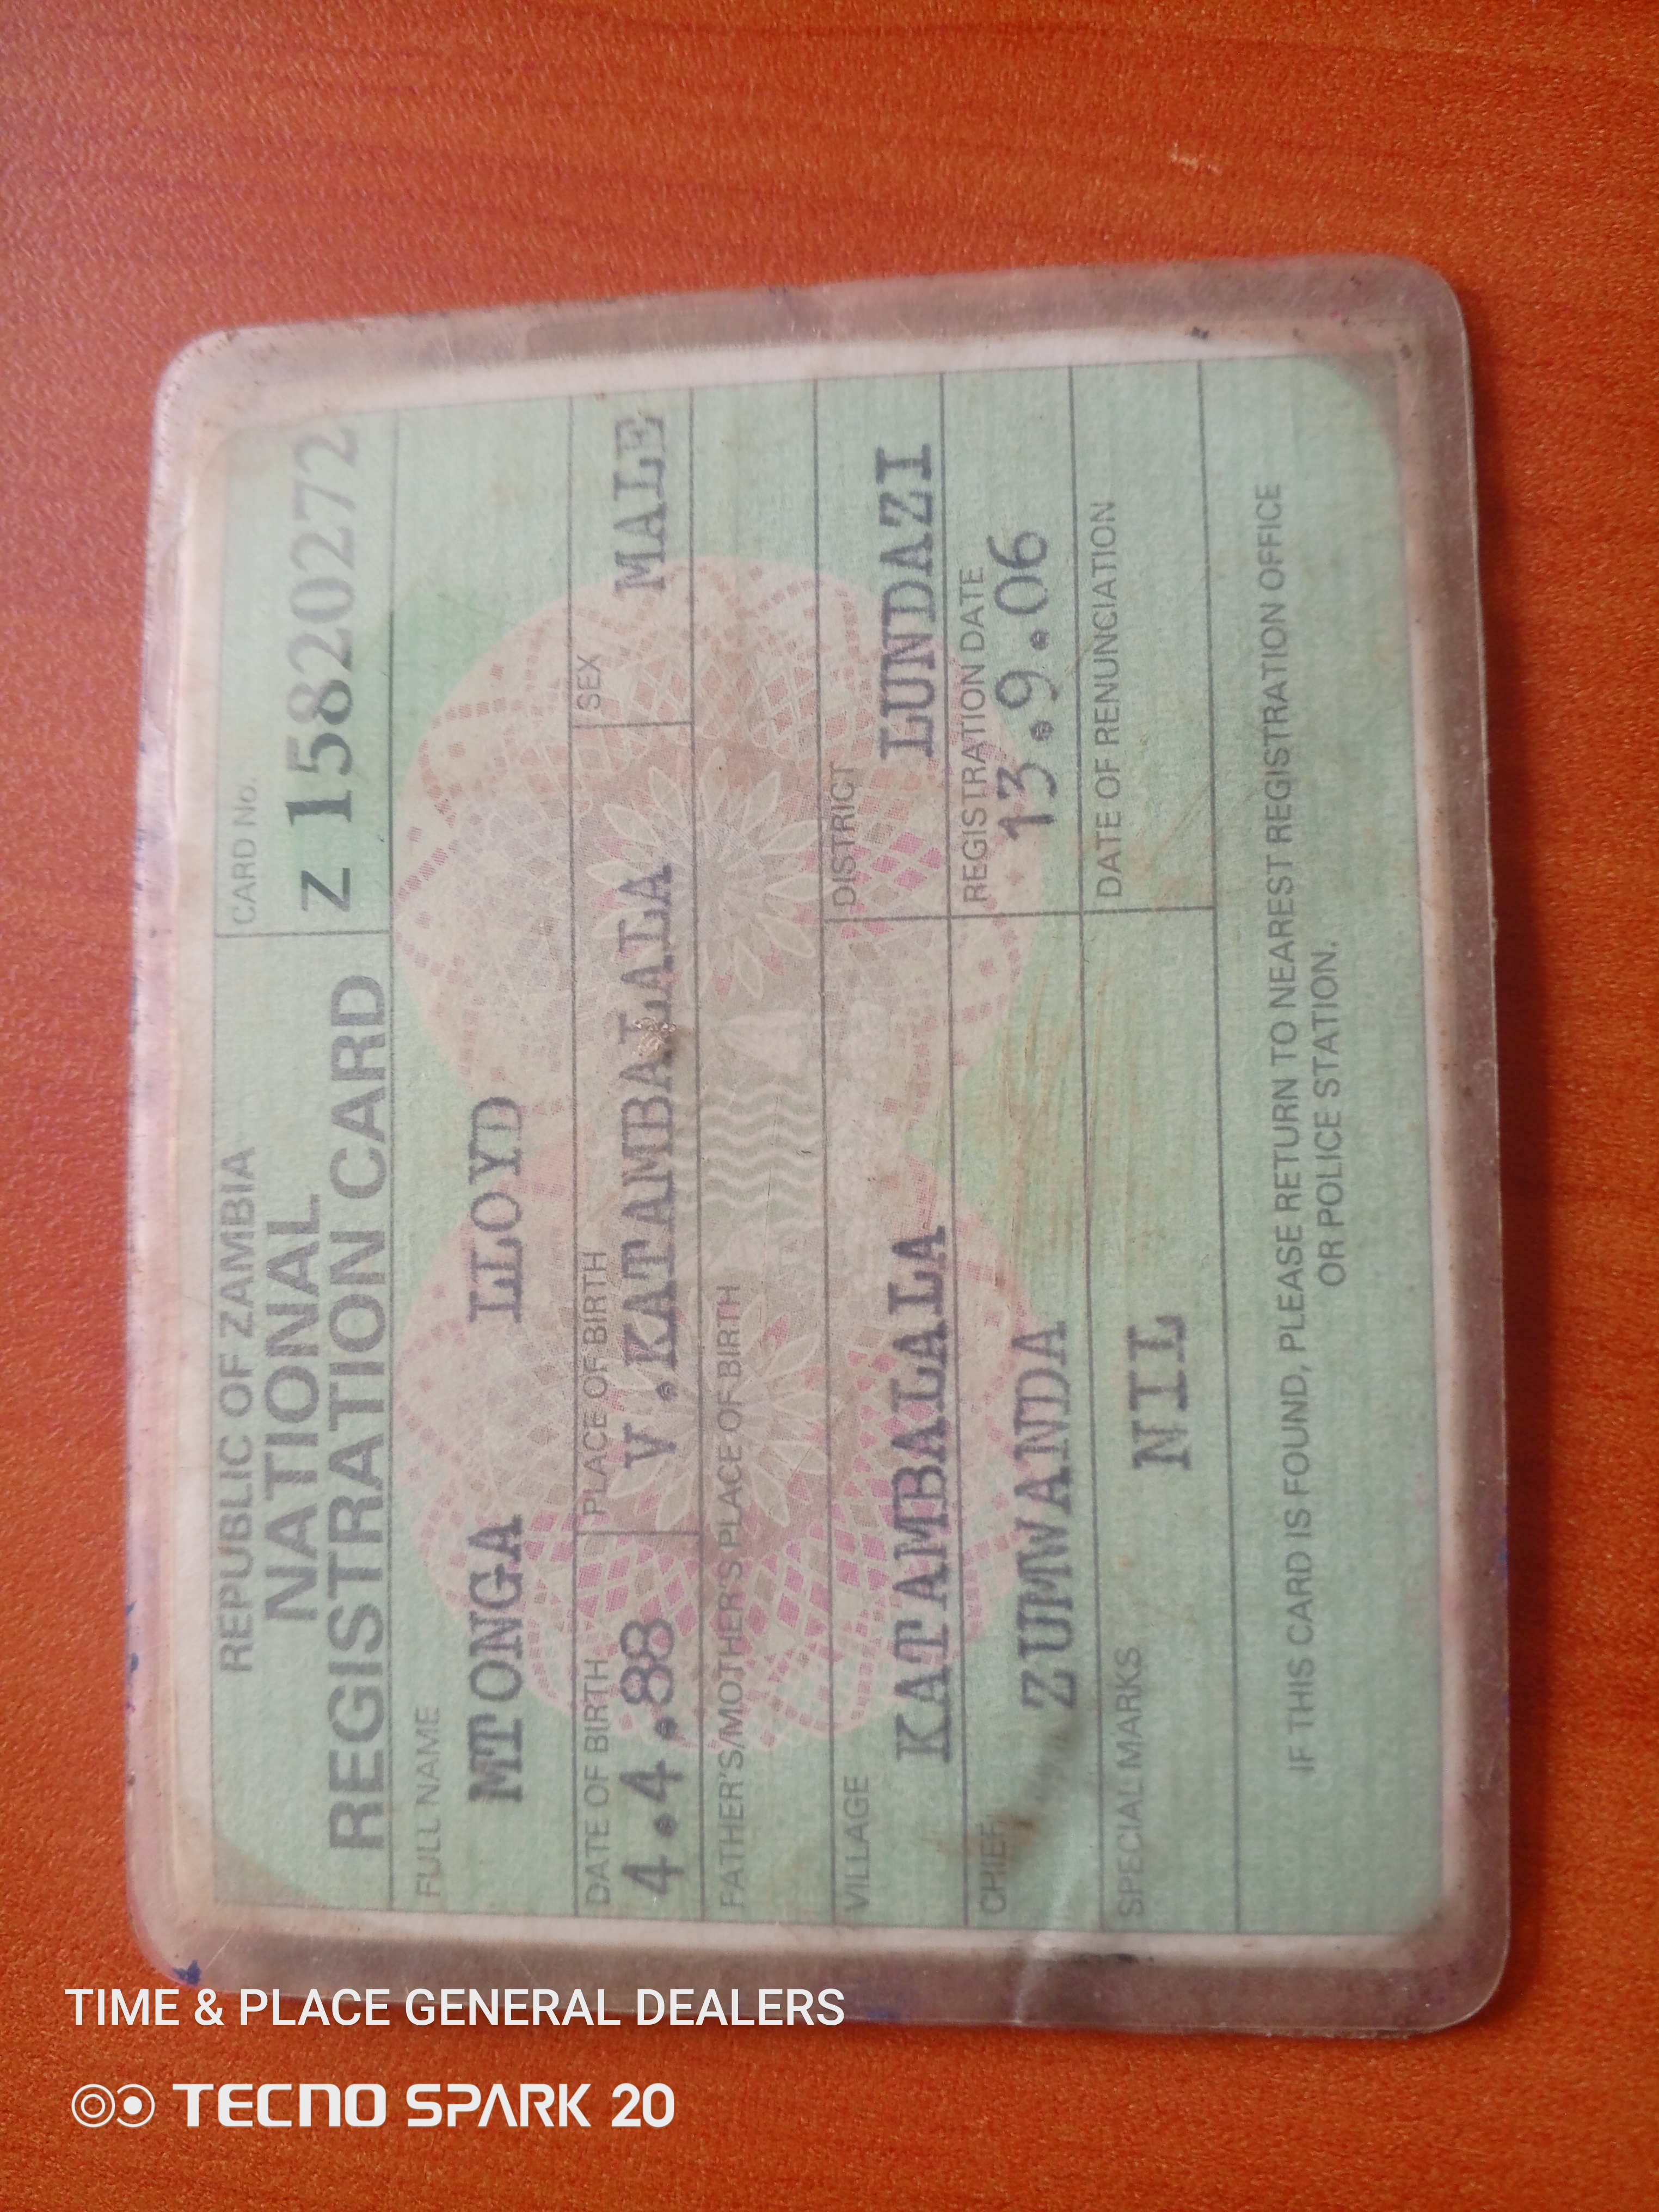 REPUBLIC OF ZAMBIA
NATIONAL
REGISTRATION CARD
CARD No.
Z 15820272
FULL NAME
MTONGA LLOYD
DATE OF BIRTH
4.4.88
PLACE OF BIRTH
V.KATAMBALALA
SEX
MALE
FATHER'S/MOTHER'S PLACE OF BIRTH
VILLAGE
KATAMBALALA
DISTRICT
LUNDAZI
CHIEF
ZUMWANDA
REGISTRATION DATE
13.9.06
SPECIAL MARKS
NIL
DATE OF RENUNCIATION
IF THIS CARD IS FOUND, PLEASE RETURN TO NEAREST REGISTRATION OFFICE
OR POLICE STATION.
TIME & PLACE GENERAL DEALERS
TECNO SPARK 20